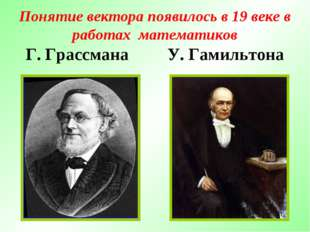 Понятие вектора появилось в 19 веке в
работах математиков
Г. Грассмана У. Гамильтона